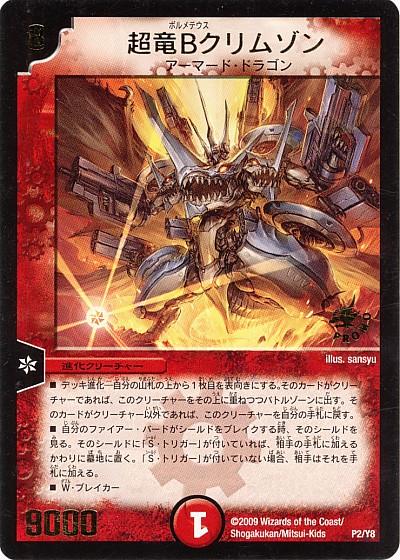 ボルメテウス
超竜Bクリムゾン
アーマード・ドラゴン
PROMO
illus. sansyu
進化クリーチャー
■ デッキ進化―自分の山札の上から1枚目を表向きにする。そのカードがクリー
チャーであれば、このクリーチャーをその上に重ねつつバトルゾーンに出す。そ
のカードがクリーチャー以外であれば、このクリーチャーを自分の手札に戻す。
■ 自分のファイアー・バードがシールドをブレイクする時、そのシールドを
見る。そのシールドに「S・トリガー」が付いていれば、相手の手札に加える
かわりに墓地に置く。「S・トリガー」が付いていない場合、相手はそれを手
札に加える。
■ W・ブレイカー
9000
1
©2009 Wizards of the Coast/
Shogakukan/Mitsui-Kids
P2/Y8